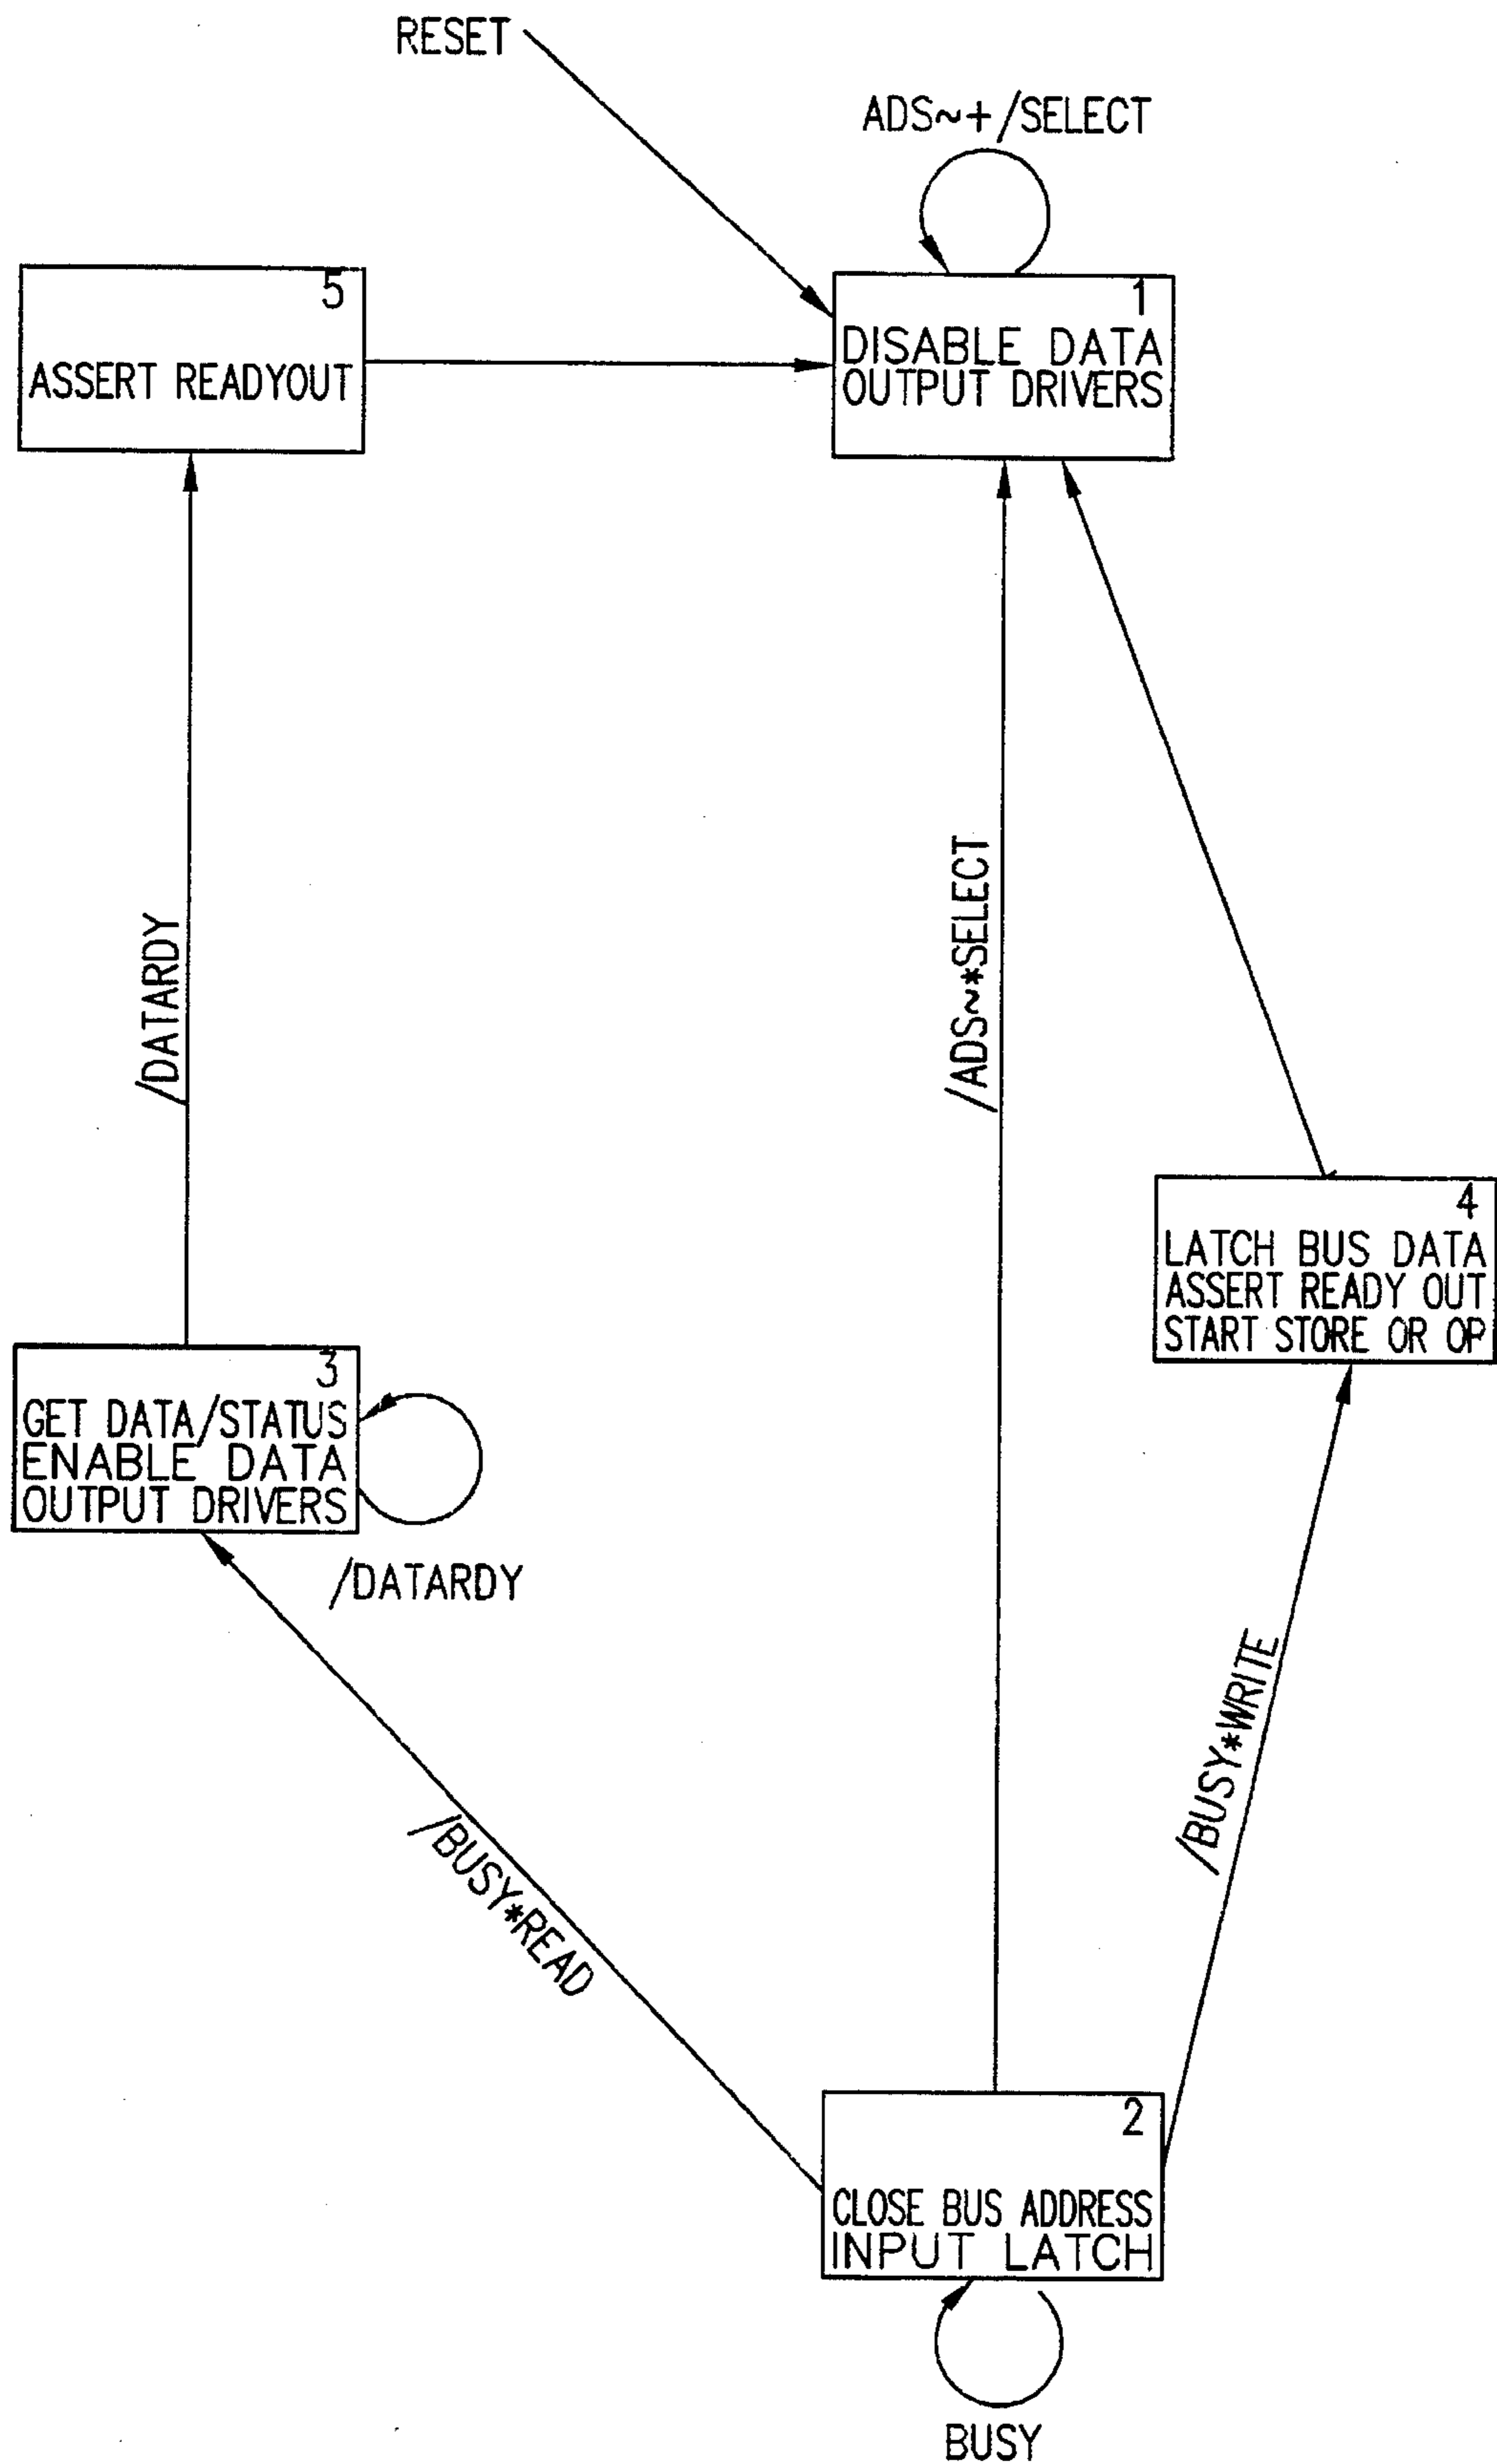 RESET
ADS~+/SELECT
5
ASSERT READYOUT
1
DISABLE DATA
OUTPUT DRIVERS
/DATARDY
/ADS~*SELECT
4
LATCH BUS DATA
ASSERT READY OUT
START STORE OR OP
3
GET DATA/STATUS
ENABLE DATA
OUTPUT DRIVERS
/DATARDY
/BUSY*READ
/BUSY*WRITE
2
CLOSE BUS ADDRESS
INPUT LATCH
BUSY